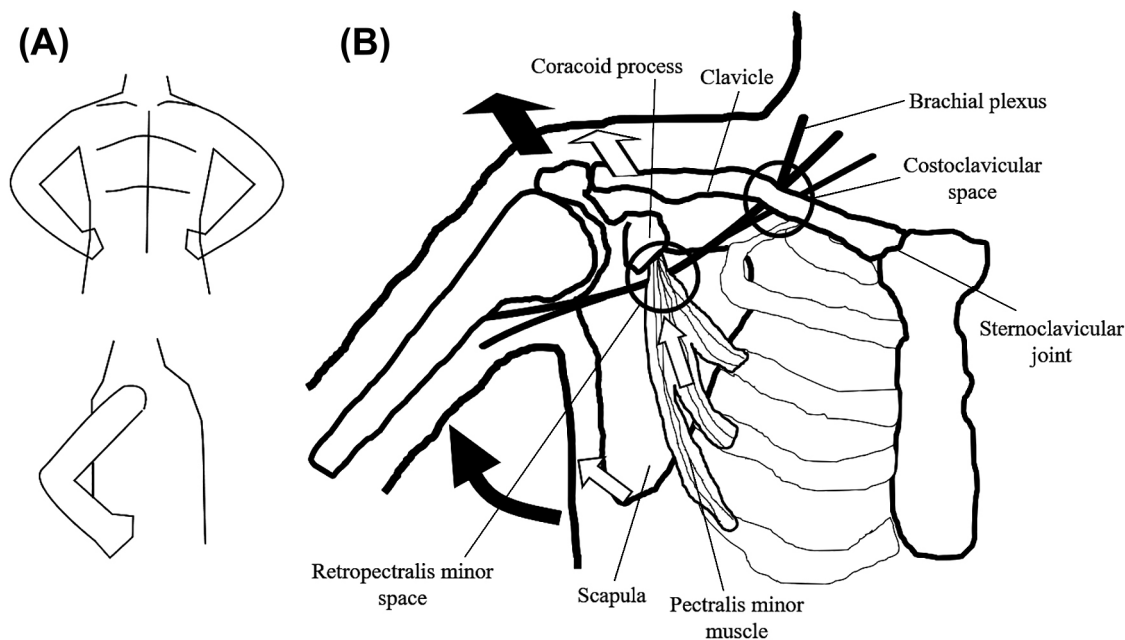 (A)
(B)
Coracoid process
Clavicle
Brachial plexus
Costoclavicular
space
Sternoclavicular
joint
Retropectralis minor
space
Scapula
Pectralis minor
muscle